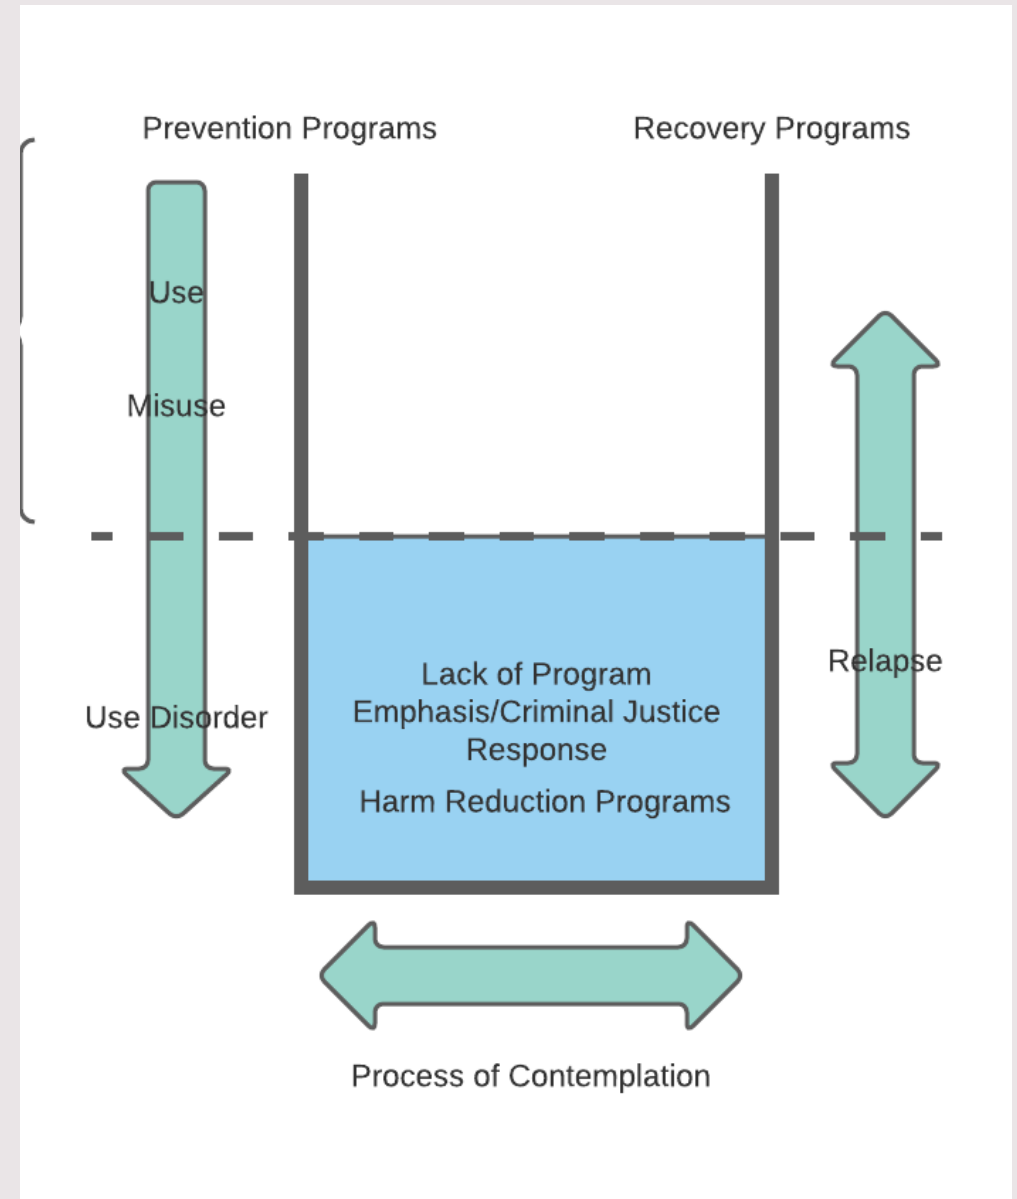 Prevention Programs
Recovery Programs
Use
Misuse
Use Disorder
Lack of Program
Emphasis/Criminal Justice
Response
Harm Reduction Programs
Relapse
Process of Contemplation